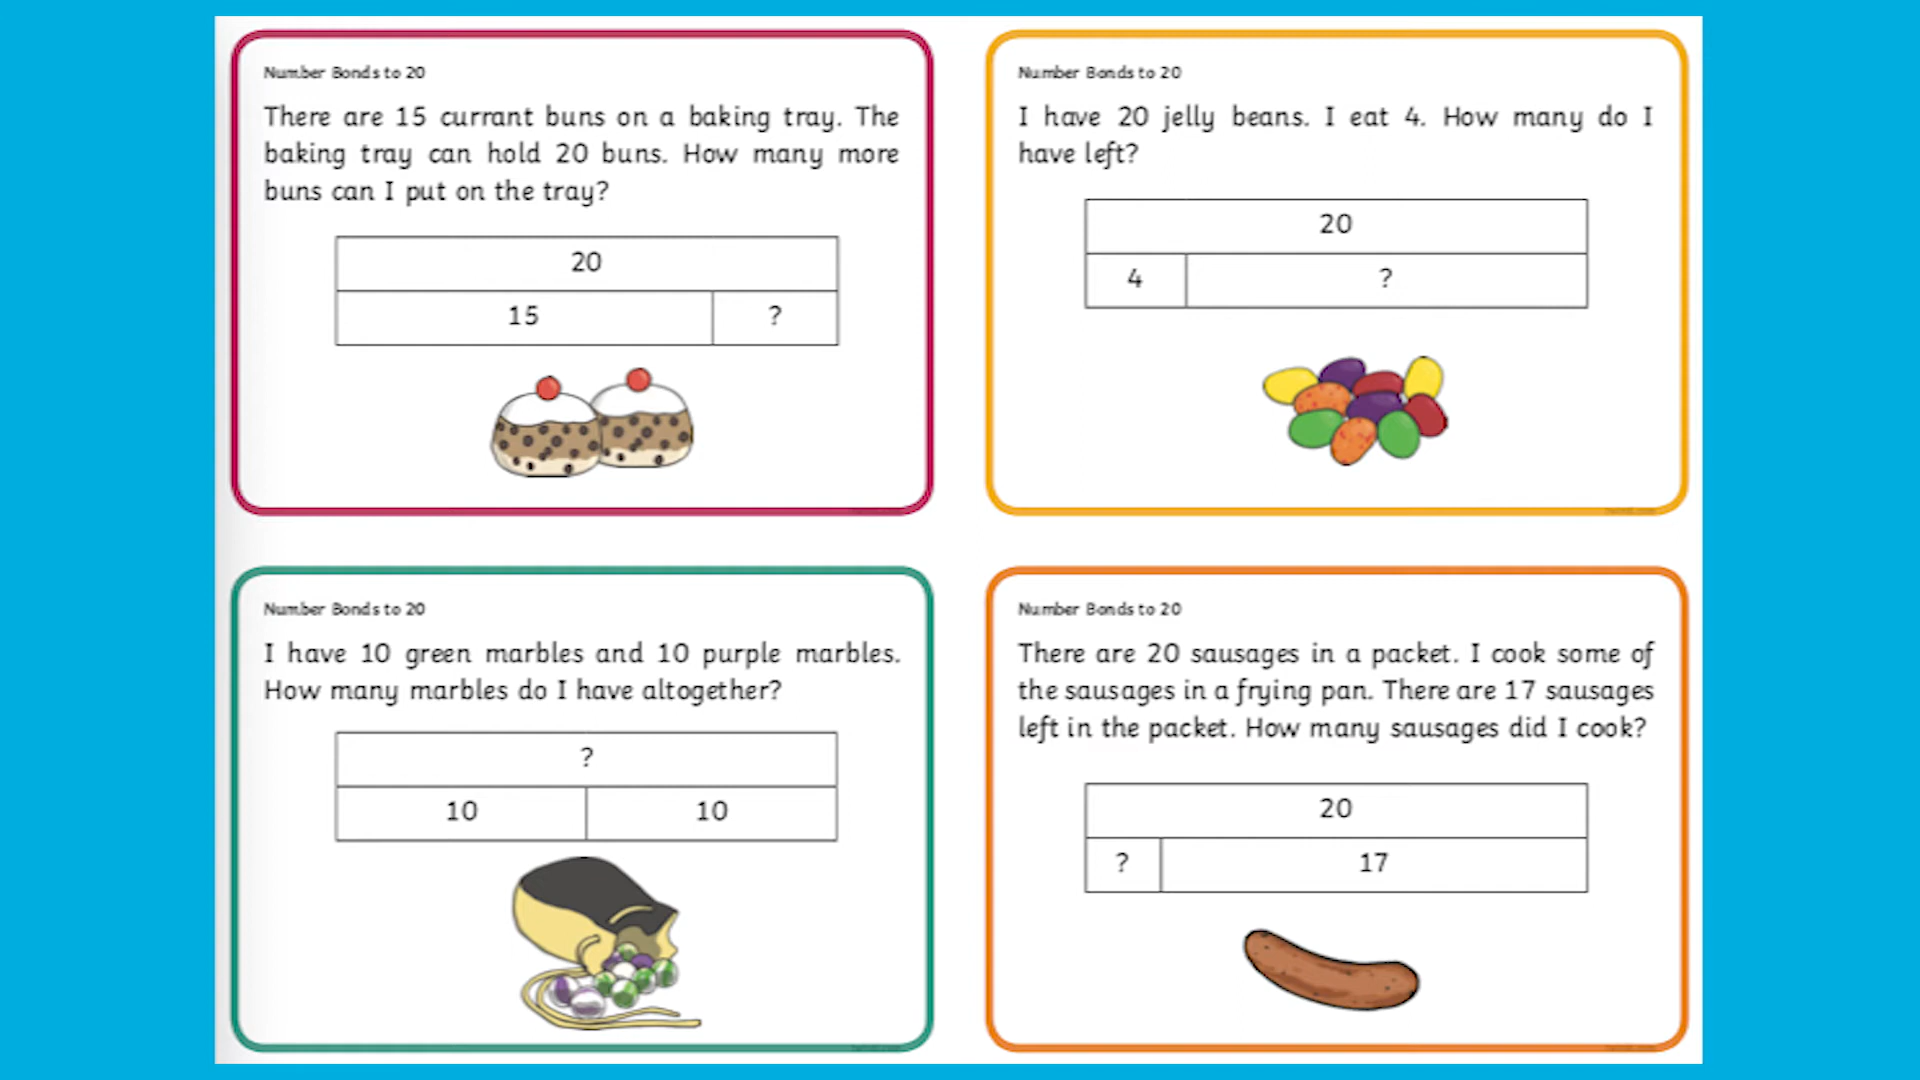 Number Bonds to 20
There are 15 currant buns on a baking tray. The
baking tray can hold 20 buns. How many more
buns can I put on the tray?
20
15 ?
Number Bonds to 20
I have 20 jelly beans. I eat 4. How many do I
have left?
20
4 ?
Number Bonds to 20
I have 10 green marbles and 10 purple marbles.
How many marbles do I have altogether?
?
10 10
Number Bonds to 20
There are 20 sausages in a packet. I cook some of
the sausages in a frying pan. There are 17 sausages
left in the packet. How many sausages did I cook?
20
? 17